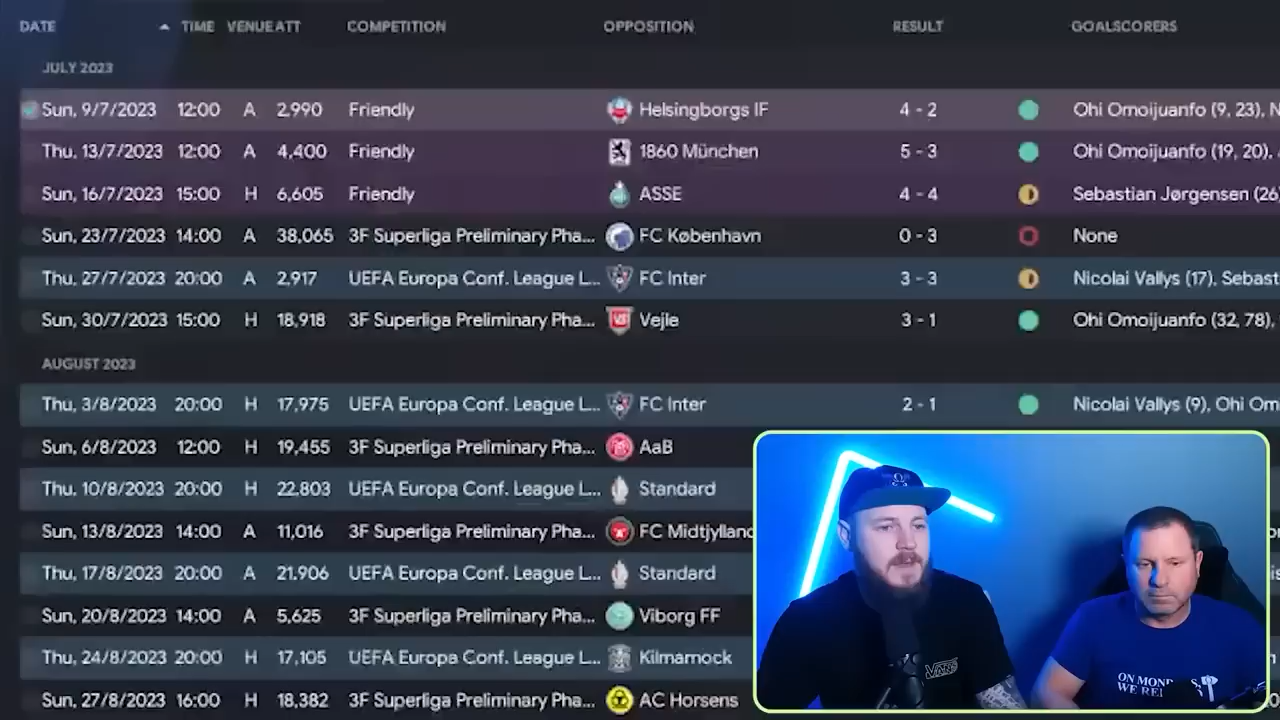 DATE TIME VENUE ATT COMPETITION OPPOSITION RESULT GOALSCORERS
JULY 2023
Sun, 9/7/2023 12:00 A 2,990 Friendly Helsingborgs IF 4 - 2 Ohi Omoijuanfo (9, 23), N
Thu, 13/7/2023 12:00 A 4,400 Friendly 1860 München 5 - 3 Ohi Omoijuanfo (19, 20),
Sun, 16/7/2023 15:00 H 6,605 Friendly ASSE 4 - 4 Sebastian Jørgensen (26
Sun, 23/7/2023 14:00 A 38,065 3F Superliga Preliminary Pha... FC København 0 - 3 None
Thu, 27/7/2023 20:00 A 2,917 UEFA Europa Conf. League L... FC Inter 3 - 3 Nicolai Vallys (17), Sebast
Sun, 30/7/2023 15:00 H 18,918 3F Superliga Preliminary Pha... Vejle 3 - 1 Ohi Omoijuanfo (32, 78),
AUGUST 2023
Thu, 3/8/2023 20:00 H 17,975 UEFA Europa Conf. League L... FC Inter 2 - 1 Nicolai Vallys (9), Ohi Om
Sun, 6/8/2023 12:00 H 19,455 3F Superliga Preliminary Pha... AaB
Thu, 10/8/2023 20:00 H 22,803 UEFA Europa Conf. League L... Standard
Sun, 13/8/2023 14:00 A 11,016 3F Superliga Preliminary Pha... FC Midtjylland
Thu, 17/8/2023 20:00 A 21,906 UEFA Europa Conf. League L... Standard
Sun, 20/8/2023 14:00 A 5,625 3F Superliga Preliminary Pha... Viborg FF
Thu, 24/8/2023 20:00 H 17,105 UEFA Europa Conf. League L... Kilmarnock
Sun, 27/8/2023 16:00 H 18,382 3F Superliga Preliminary Pha... AC Horsens
VANS
ON
WE